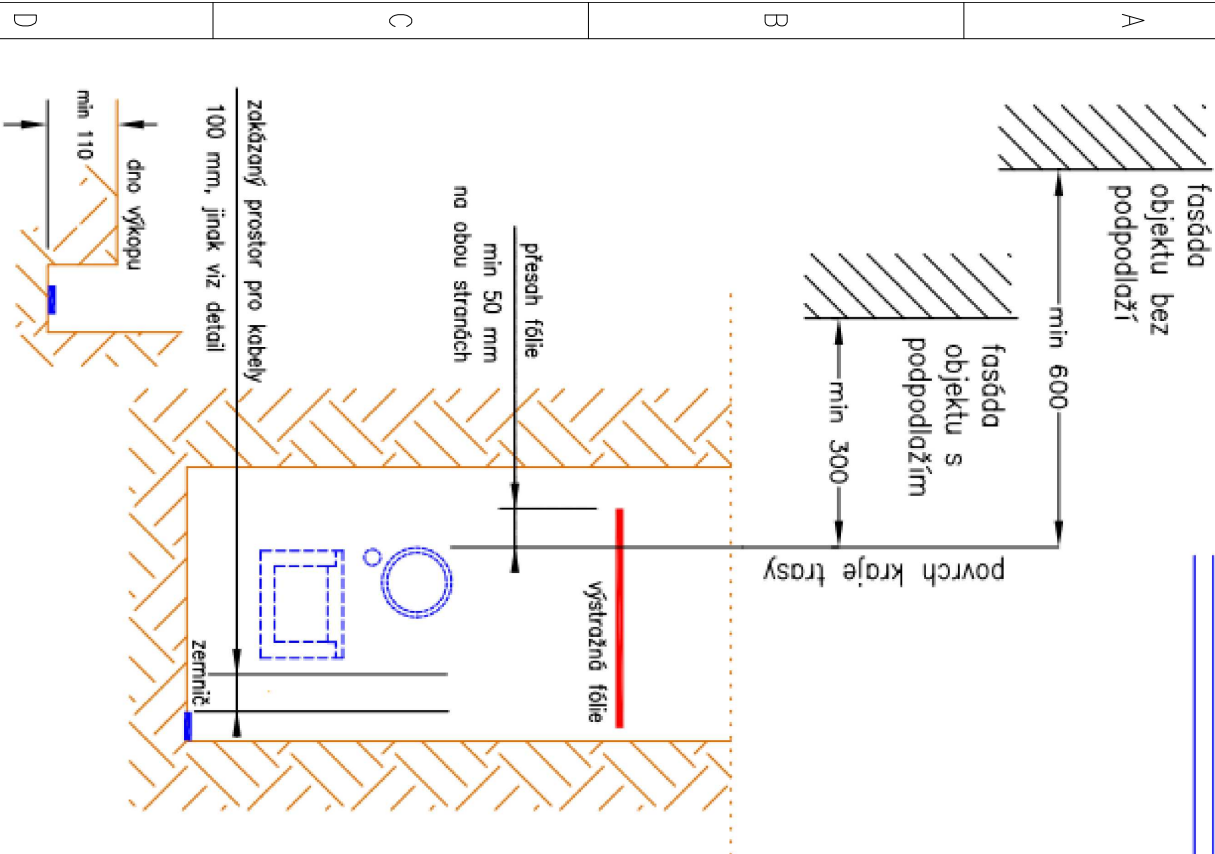 A
B
C
D
fasáda
objektu bez
podpodlaží
min 600
fasáda
objektu s
podpodlažím
min 300
povrch kraje trasy
přesah fólie
min 50 mm
na obou stranách
výstražná fólie
zakázaný prostor pro kabely
100 mm, jinak viz detail
zemnič
dno výkopu
min 110